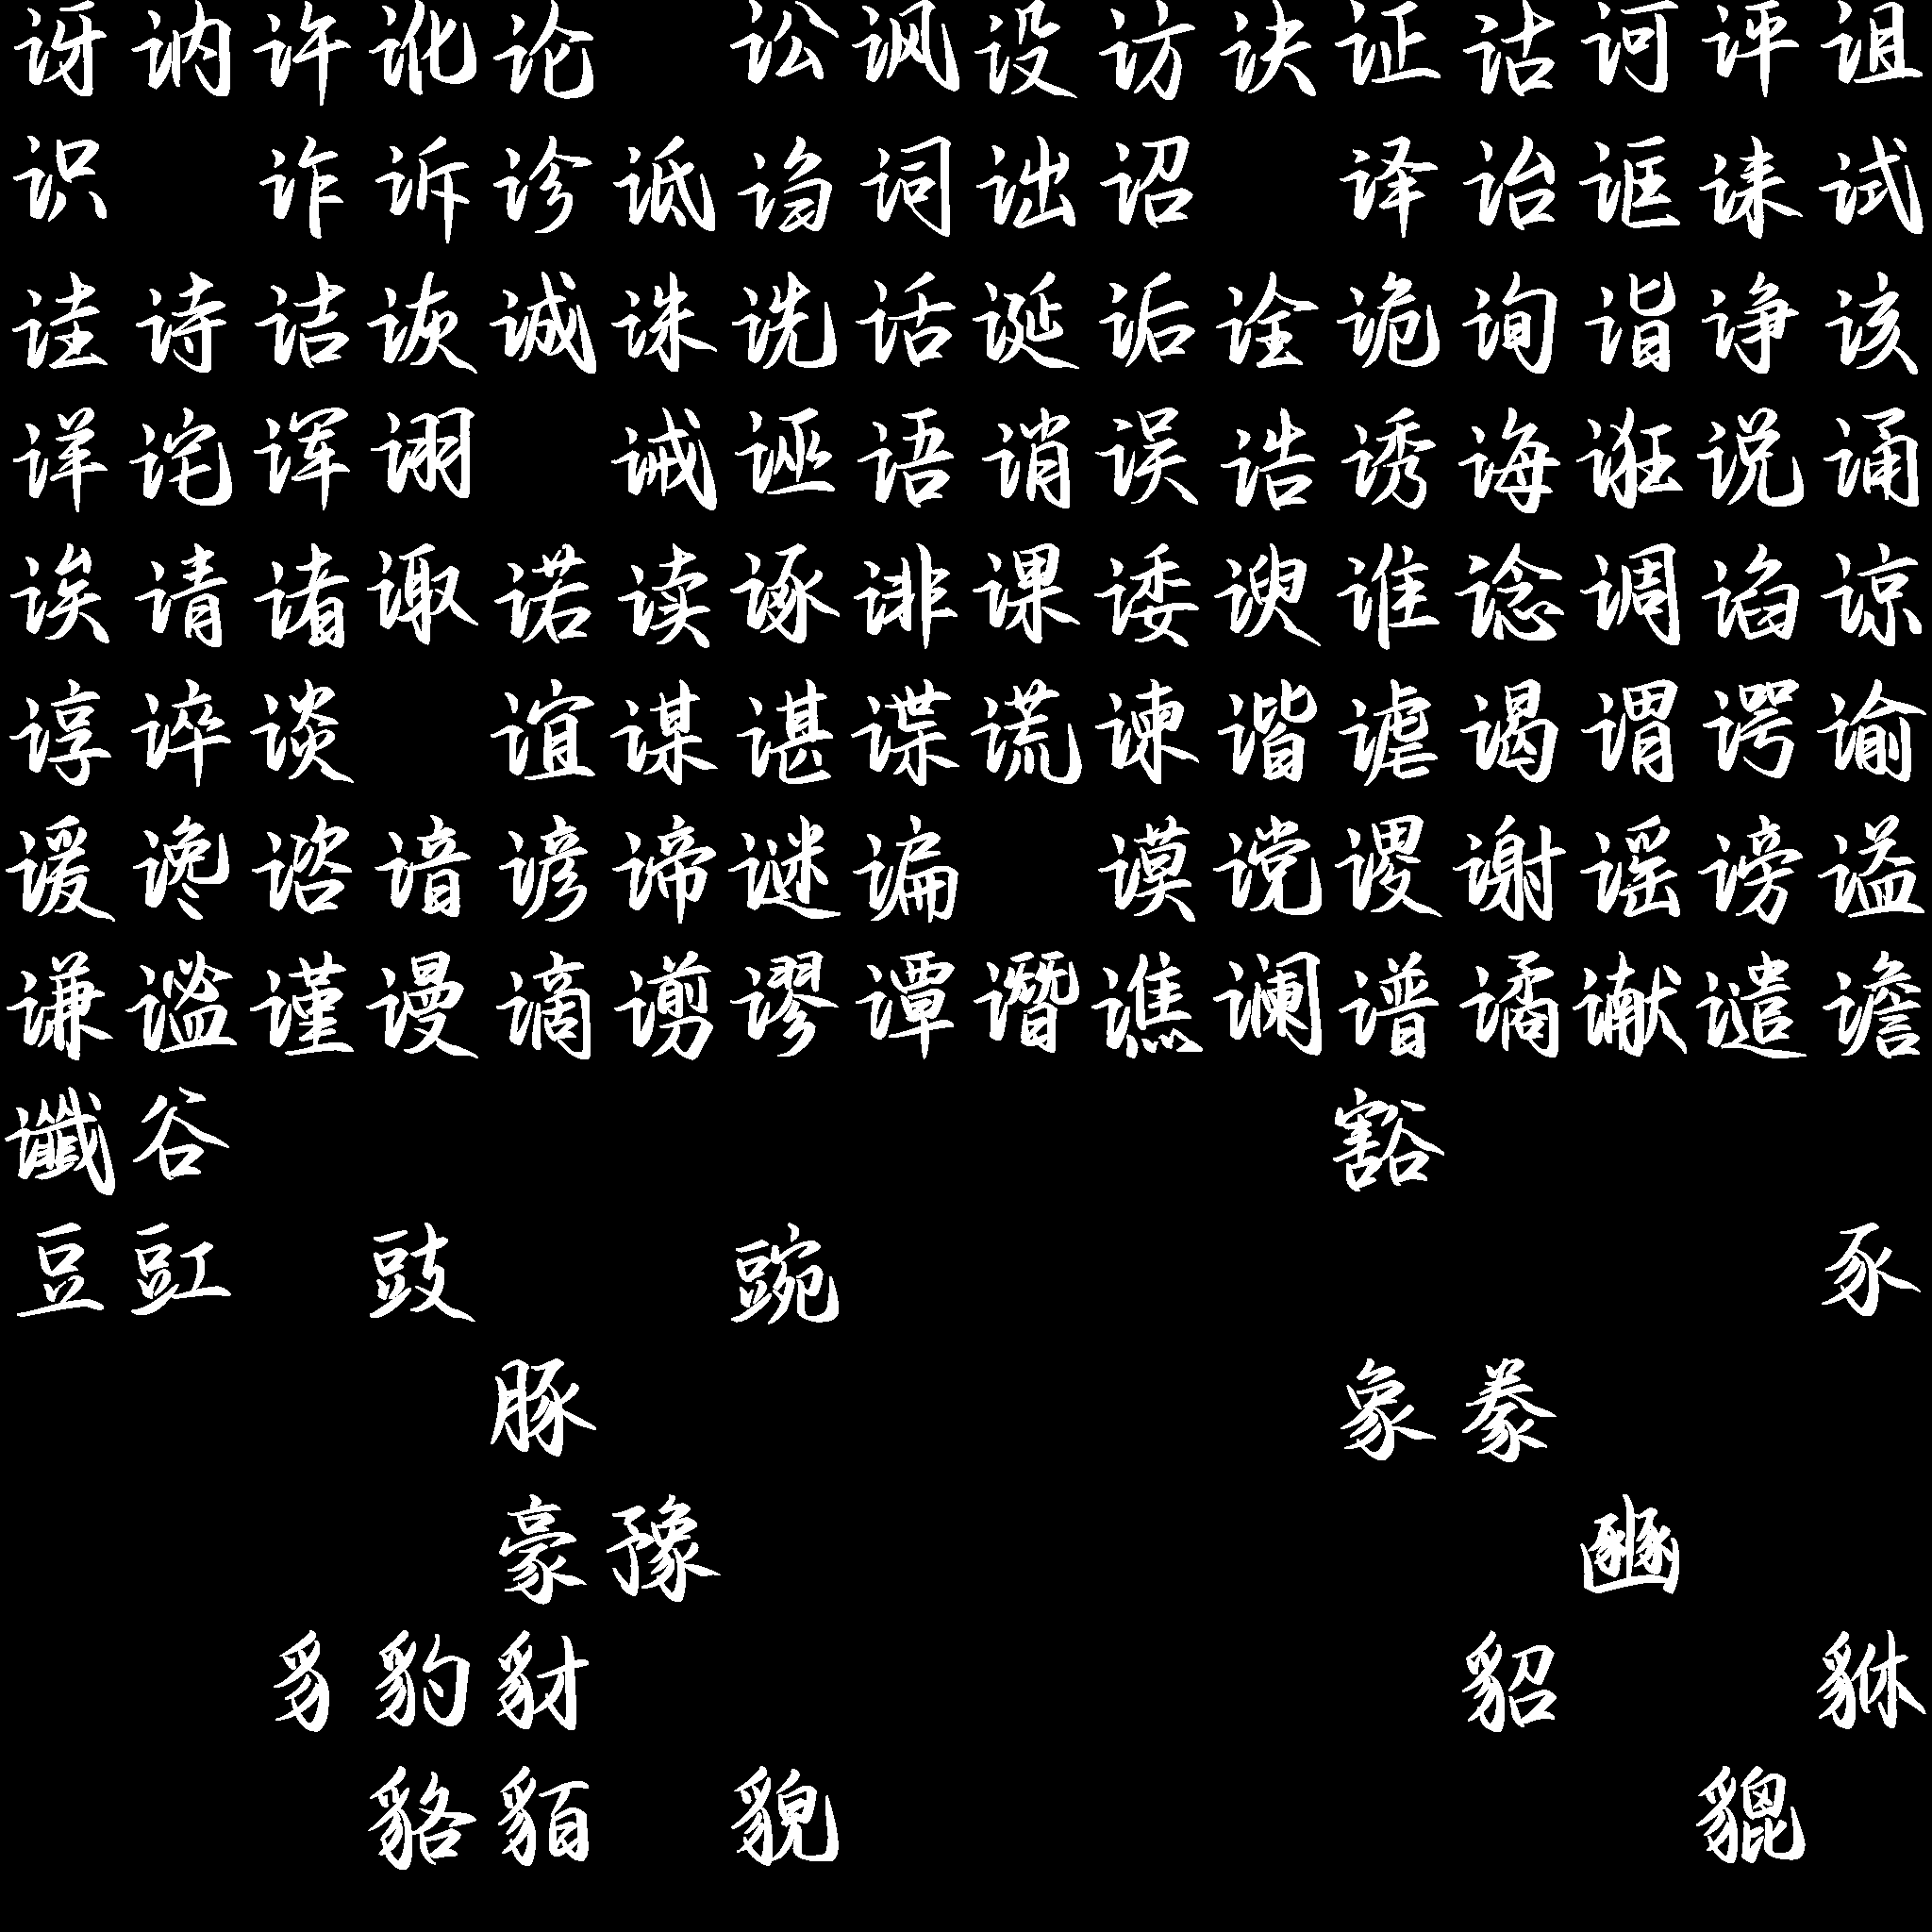 讶讷许讹论讼讽设访诀证诂诃评诅
识诈诉诊诋诌词诎诏译诒诓诔试
诖诗诘诙诚诛诜话诞诟诠诡询诣诤该
详诧诨诩诫诬语诮误诰诱诲诳说诵
诶请诸诹诺读诼诽课诿谀谁谂调谄谅
谆谇谈谊谋谌谍谎谏谐谑谒谓谔谕
谖谗谘谙谚谛谜谝谟谠谡谢谣谤谥
谦谧谨谩谪谫谬谭谮谯谰谱谲谳谴谵
谶谷豁
豆豇豉豌豕
豚象豢
豪豫豳
豸豹豺貂貅
貉貊貌貔